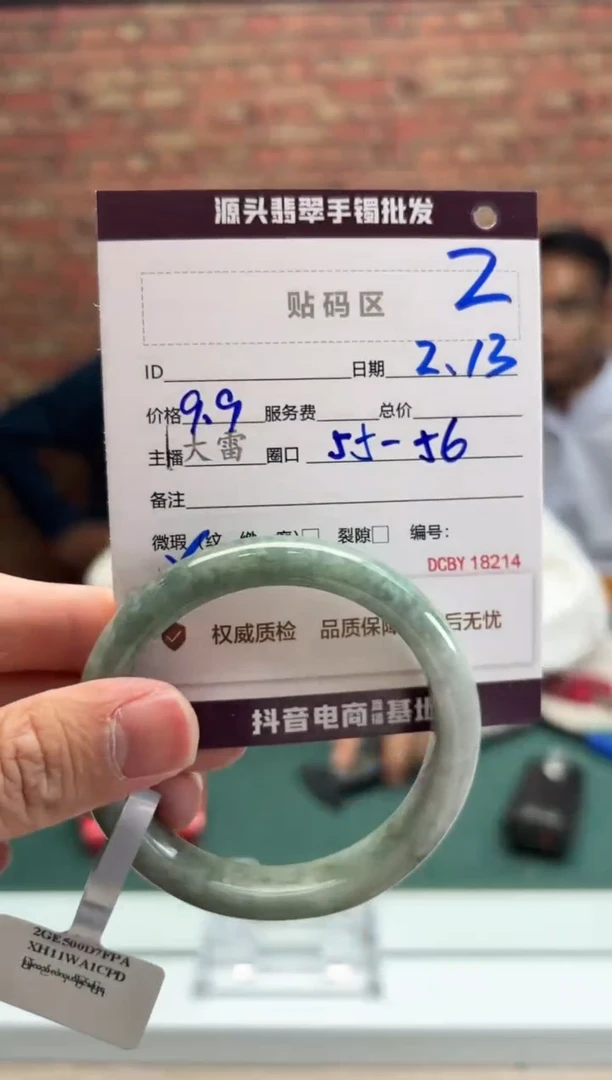 源头翡翠手镯批发
贴码区
2
ID 日期 2.13
价格 9.9 服务费 总价
主播 大雷 圈口 55-56
备注
微瑕(纹 裂隙□ 编号:
DCBY 18214
权威质检 品质保障 后无忧
抖音电商直播基地
2GE500D7FPA
XH11WA1CPD